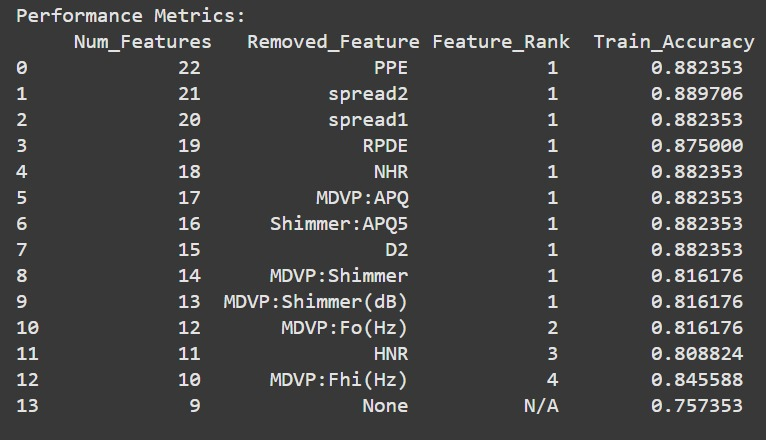 Performance Metrics:
Num_Features Removed_Feature Feature_Rank Train_Accuracy
0 22 PPE 1 0.882353
1 21 spread2 1 0.889706
2 20 spread1 1 0.882353
3 19 RPDE 1 0.875000
4 18 NHR 1 0.882353
5 17 MDVP:APQ 1 0.882353
6 16 Shimmer:APQ5 1 0.882353
7 15 D2 1 0.882353
8 14 MDVP:Shimmer 1 0.816176
9 13 MDVP:Shimmer(dB) 1 0.816176
10 12 MDVP:Fo(Hz) 2 0.816176
11 11 HNR 3 0.808824
12 10 MDVP:Fhi(Hz) 4 0.845588
13 9 None N/A 0.757353